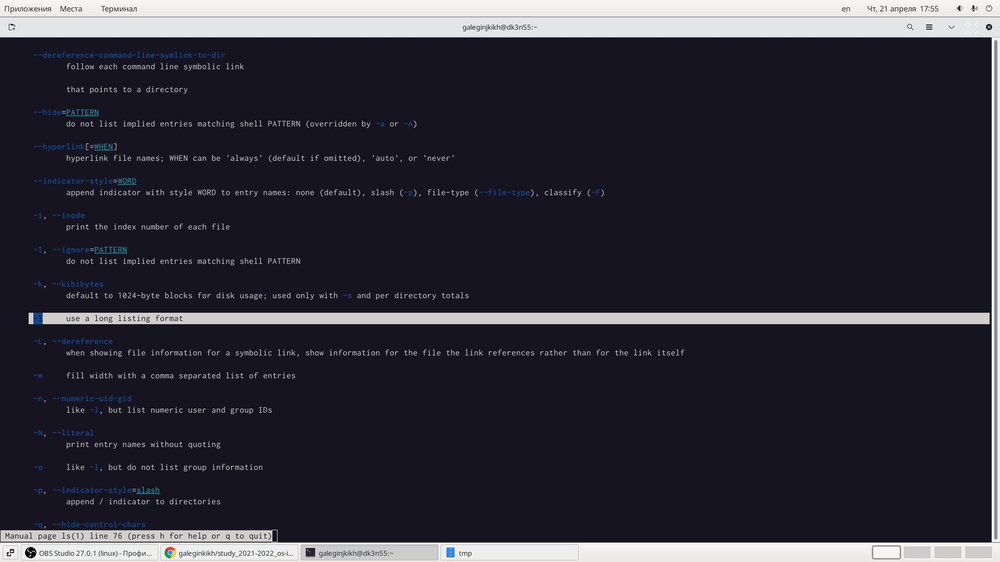 Приложения Места Терминал en Чт, 21 апреля 17:55
galeginjkikh@dk3n55:~
--dereference-command-line-symlink-to-dir
follow each command line symbolic link
that points to a directory
--hide=PATTERN
do not list implied entries matching shell PATTERN (overridden by -a or -A)
--hyperlink[=WHEN]
hyperlink file names; WHEN can be 'always' (default if omitted), 'auto', or 'never'
--indicator-style=WORD
append indicator with style WORD to entry names: none (default), slash (-p), file-type (--file-type), classify (-F)
-i, --inode
print the index number of each file
-I, --ignore=PATTERN
do not list implied entries matching shell PATTERN
-k, --kibibytes
default to 1024-byte blocks for disk usage; used only with -s and per directory totals
-l use a long listing format
-L, --dereference
when showing file information for a symbolic link, show information for the file the link references rather than for the link itself
-m fill width with a comma separated list of entries
-n, --numeric-uid-gid
like -l, but list numeric user and group IDs
-N, --literal
print entry names without quoting
-o like -l, but do not list group information
-p, --indicator-style=slash
append / indicator to directories
-q, --hide-control-chars
Manual page ls(1) line 76 (press h for help or q to quit)
OBS Studio 27.0.1 (linux) - Профи... galeginkikh/study_2021-2022_os-i... galeginjkikh@dk3n55:~ tmp